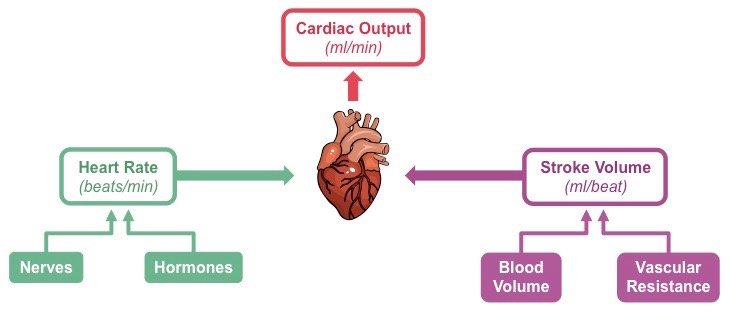 Cardiac Output
(ml/min)
Heart Rate
(beats/min)
Stroke Volume
(ml/beat)
Nerves
Hormones
Blood
Volume
Vascular
Resistance